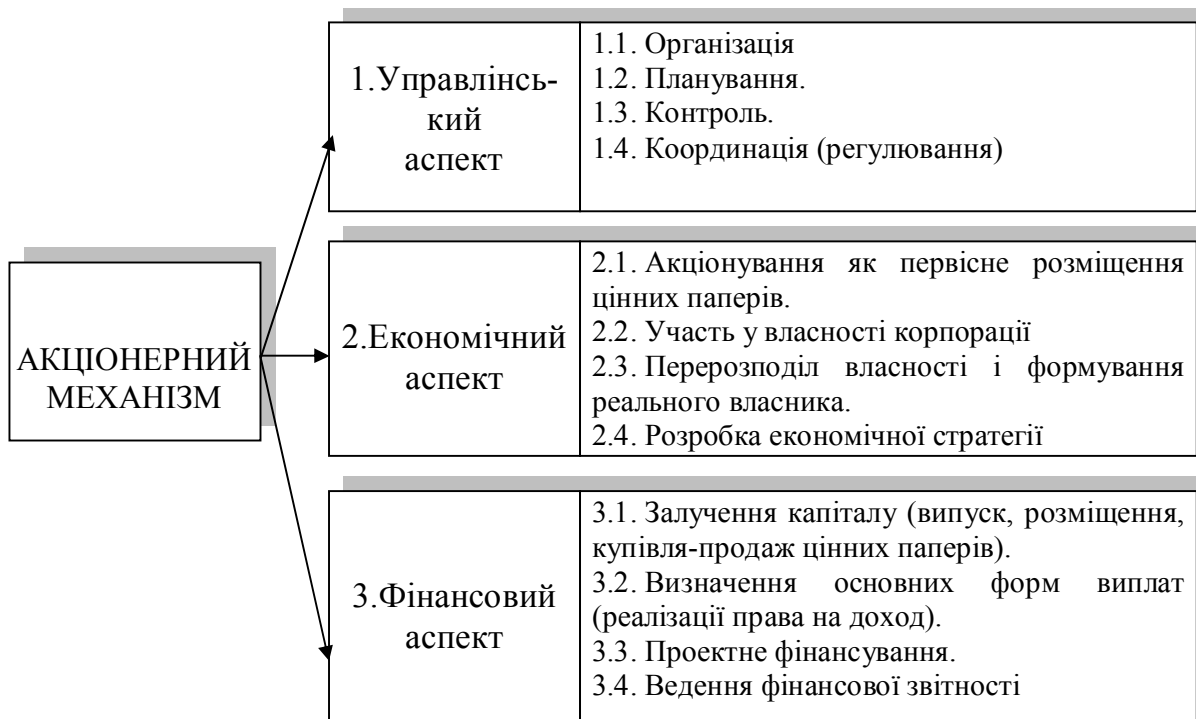 1.Управлінсь-
кий
аспект
1.1. Організація
1.2. Планування.
1.3. Контроль.
1.4. Координація (регулювання)
АКЦІОНЕРНИЙ
МЕХАНІЗМ
2.Економічний
аспект
2.1. Акціонування як первісне розміщення
цінних паперів.
2.2. Участь у власності корпорації
2.3. Перерозподіл власності і формування
реального власника.
2.4. Розробка економічної стратегії
3.Фінансовий
аспект
3.1. Залучення капіталу (випуск, розміщення,
купівля-продаж цінних паперів).
3.2. Визначення основних форм виплат
(реалізації права на доход).
3.3. Проектне фінансування.
3.4. Ведення фінансової звітності